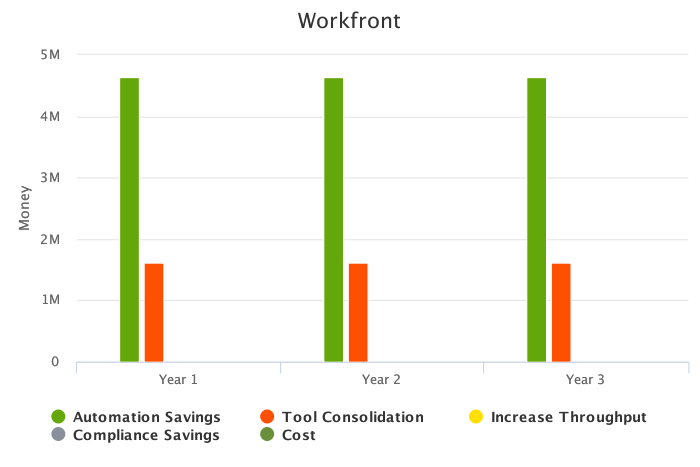 Workfront
5M
4M
3M
2M
1M
0
Money
Year 1
Year 2
Year 3
Automation Savings
Tool Consolidation
Increase Throughput
Compliance Savings
Cost